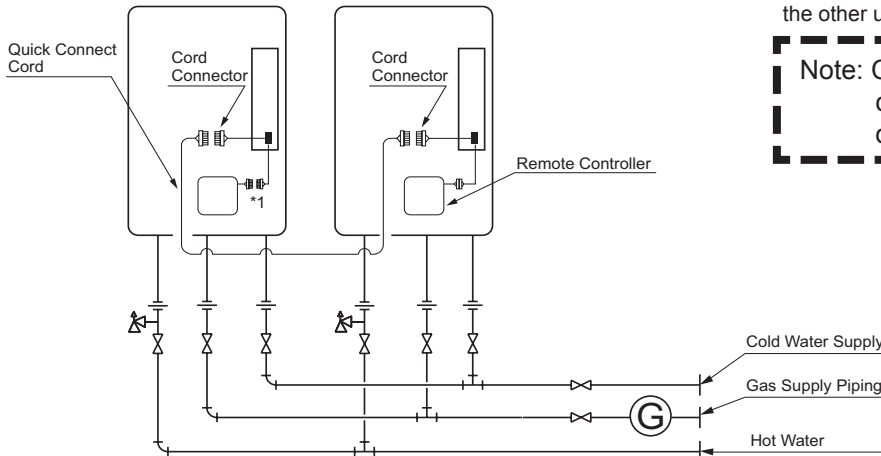 the other u
Quick Connect
Cord
Cord
Connector
Cord
Connector
Note: C
Remote Controller
*1
Cold Water Supply
Gas Supply Piping
G
Hot Water